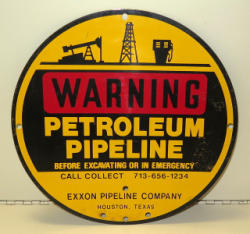 WARNING
PETROLEUM
PIPELINE
BEFORE EXCAVATING OR IN EMERGENCY
CALL COLLECT 713-656-1234
EXXON PIPELINE COMPANY
HOUSTON, TEXAS